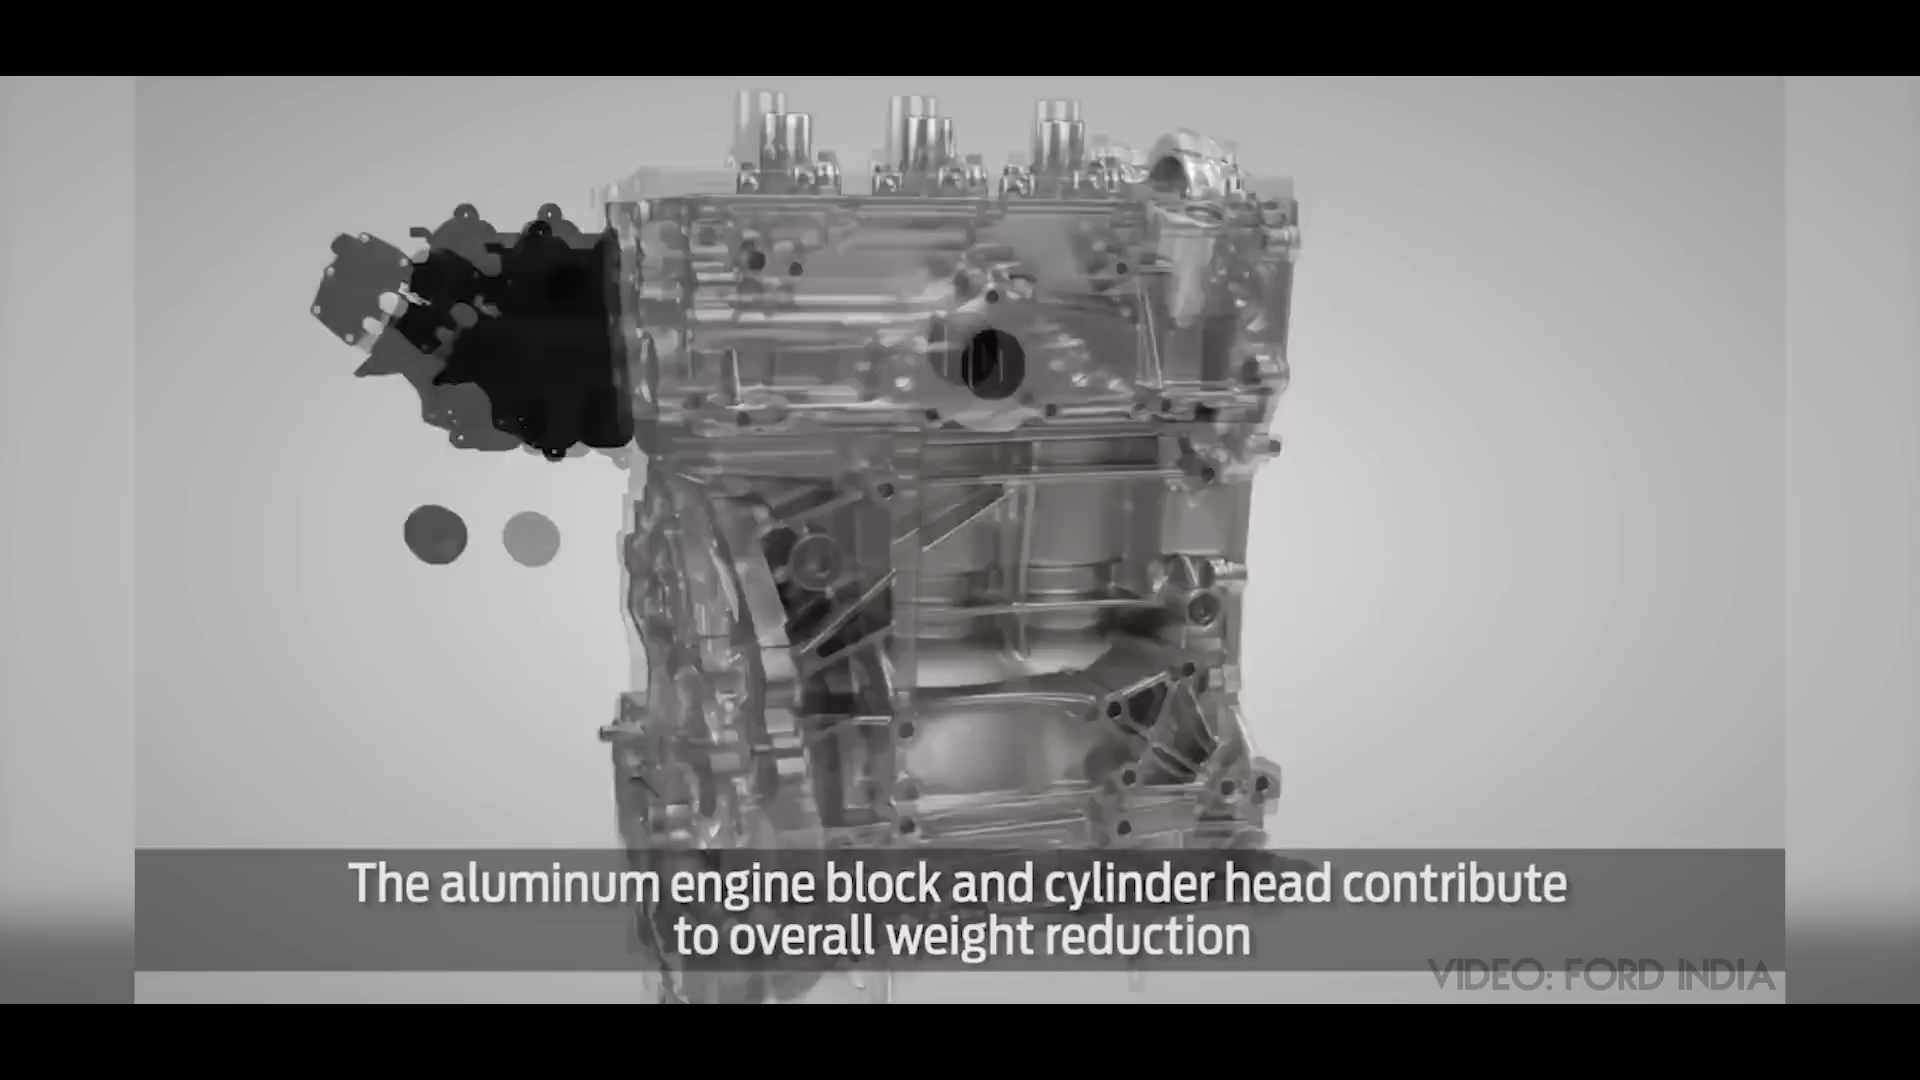 The aluminum engine block and cylinder head contribute
to overall weight reduction
VIDEO: FORD INDIA